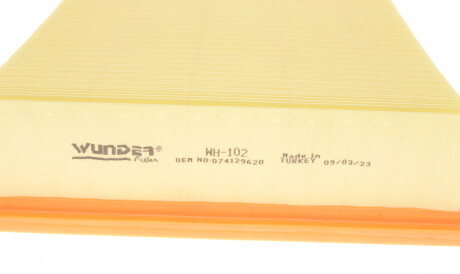 WUNDER®
Filter
WH-102
OEM NO:074129620
Made in
TURKEY
09/03/23